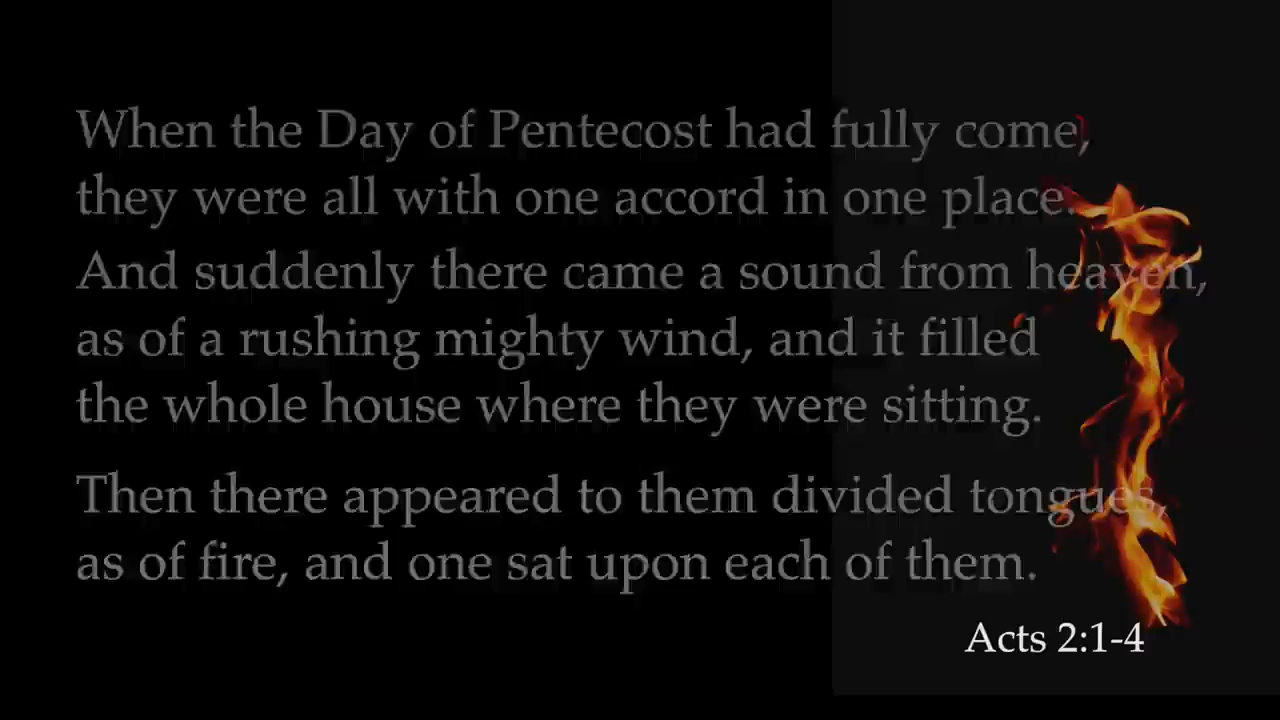 When the Day of Pentecost had fully come,
they were all with one accord in one place.
And suddenly there came a sound from heaven,
as of a rushing mighty wind, and it filled
the whole house where they were sitting.
Then there appeared to them divided tongues,
as of fire, and one sat upon each of them.
Acts 2:1-4